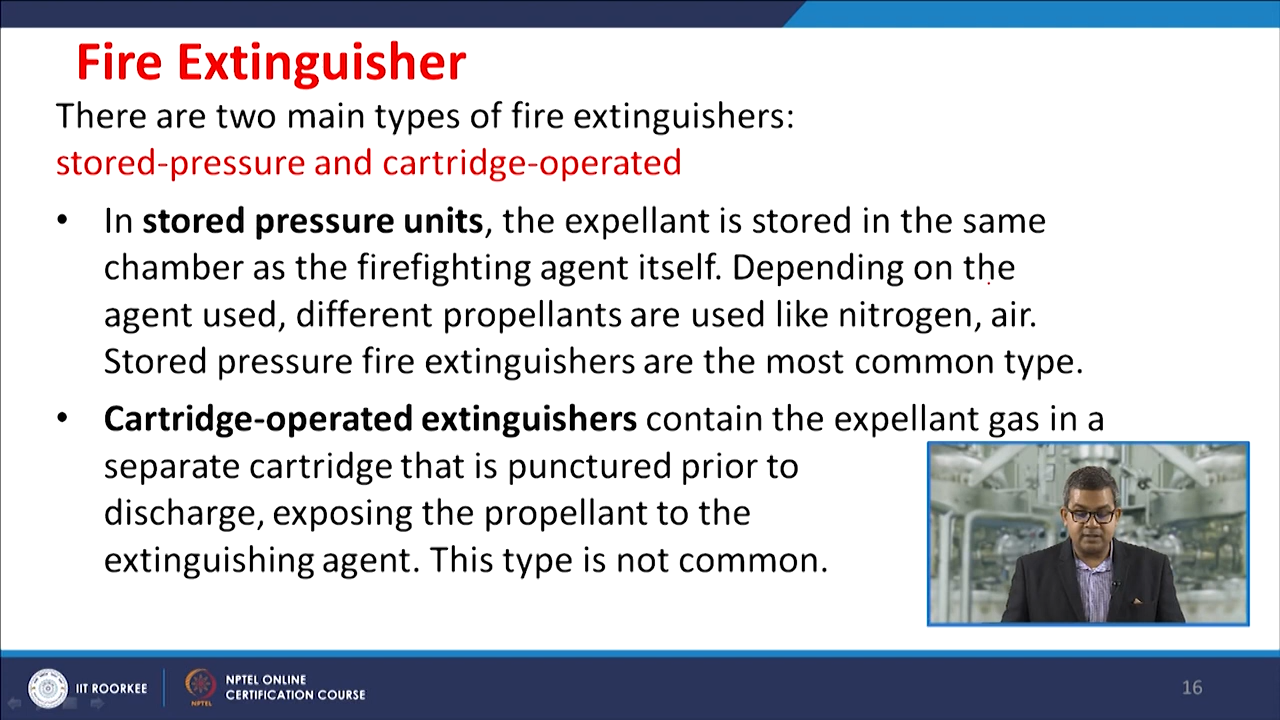 Fire Extinguisher
There are two main types of fire extinguishers:
stored-pressure and cartridge-operated
• In stored pressure units, the expellant is stored in the same
chamber as the firefighting agent itself. Depending on the
agent used, different propellants are used like nitrogen, air.
Stored pressure fire extinguishers are the most common type.
• Cartridge-operated extinguishers contain the expellant gas in a
separate cartridge that is punctured prior to
discharge, exposing the propellant to the
extinguishing agent. This type is not common.
IIT ROORKEE
NPTEL
NPTEL ONLINE
CERTIFICATION COURSE
16